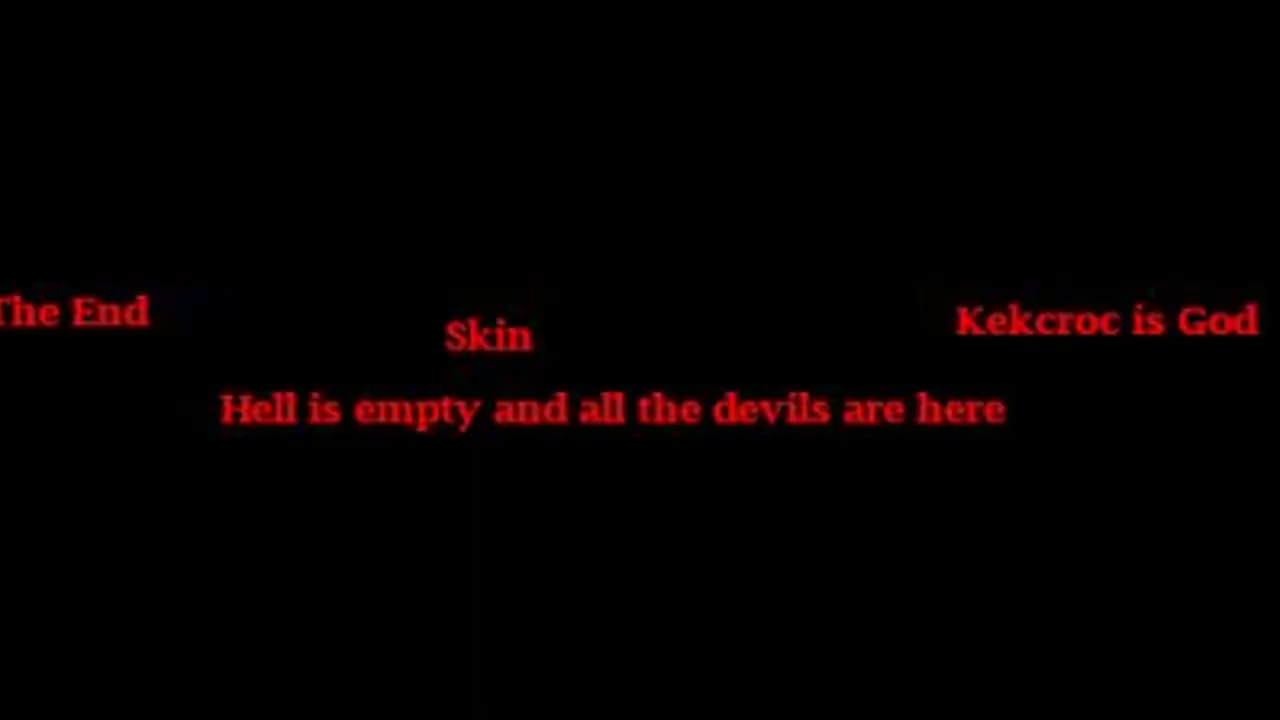 The End
Skin
Kekcroc is God
Hell is empty and all the devils are here